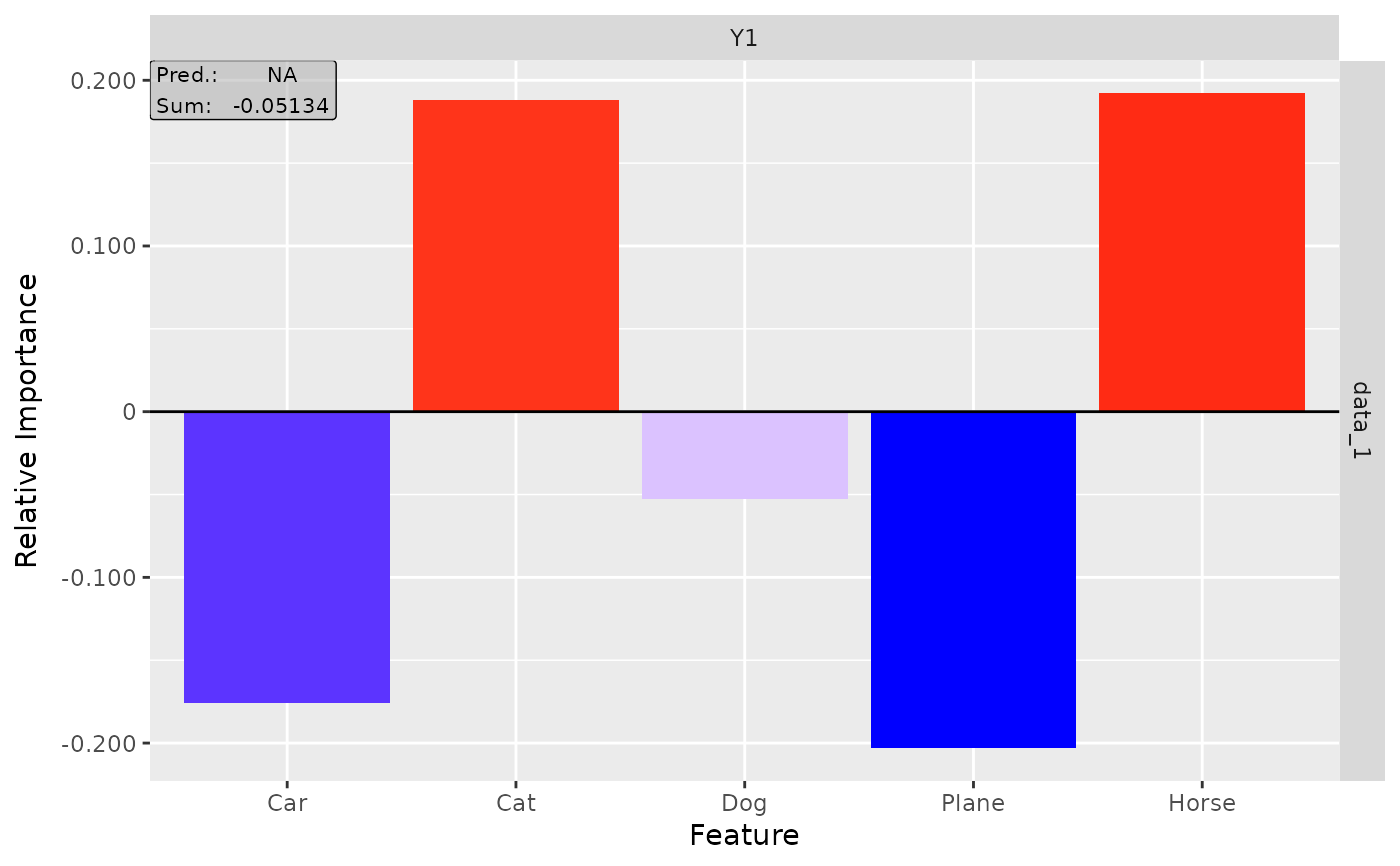 Y1
Pred.: NA
Sum: -0.05134
0.200
0.100
0
-0.100
-0.200
Relative Importance
data_1
Car Cat Dog Plane Horse
Feature